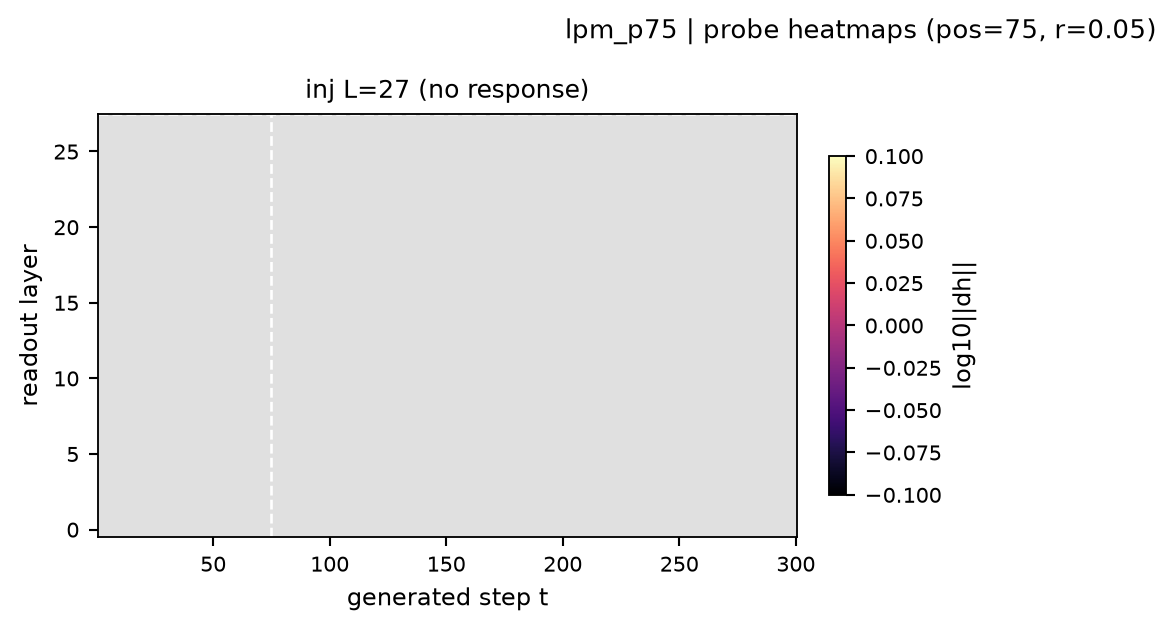 lpm_p75 | probe heatmaps (pos=75, r=0.05)
inj L=27 (no response)
readout layer
25
20
15
10
5
0
50 100 150 200 250 300
generated step t
0.100
0.075
0.050
0.025
0.000
−0.025
−0.050
−0.075
−0.100
log10||dh||